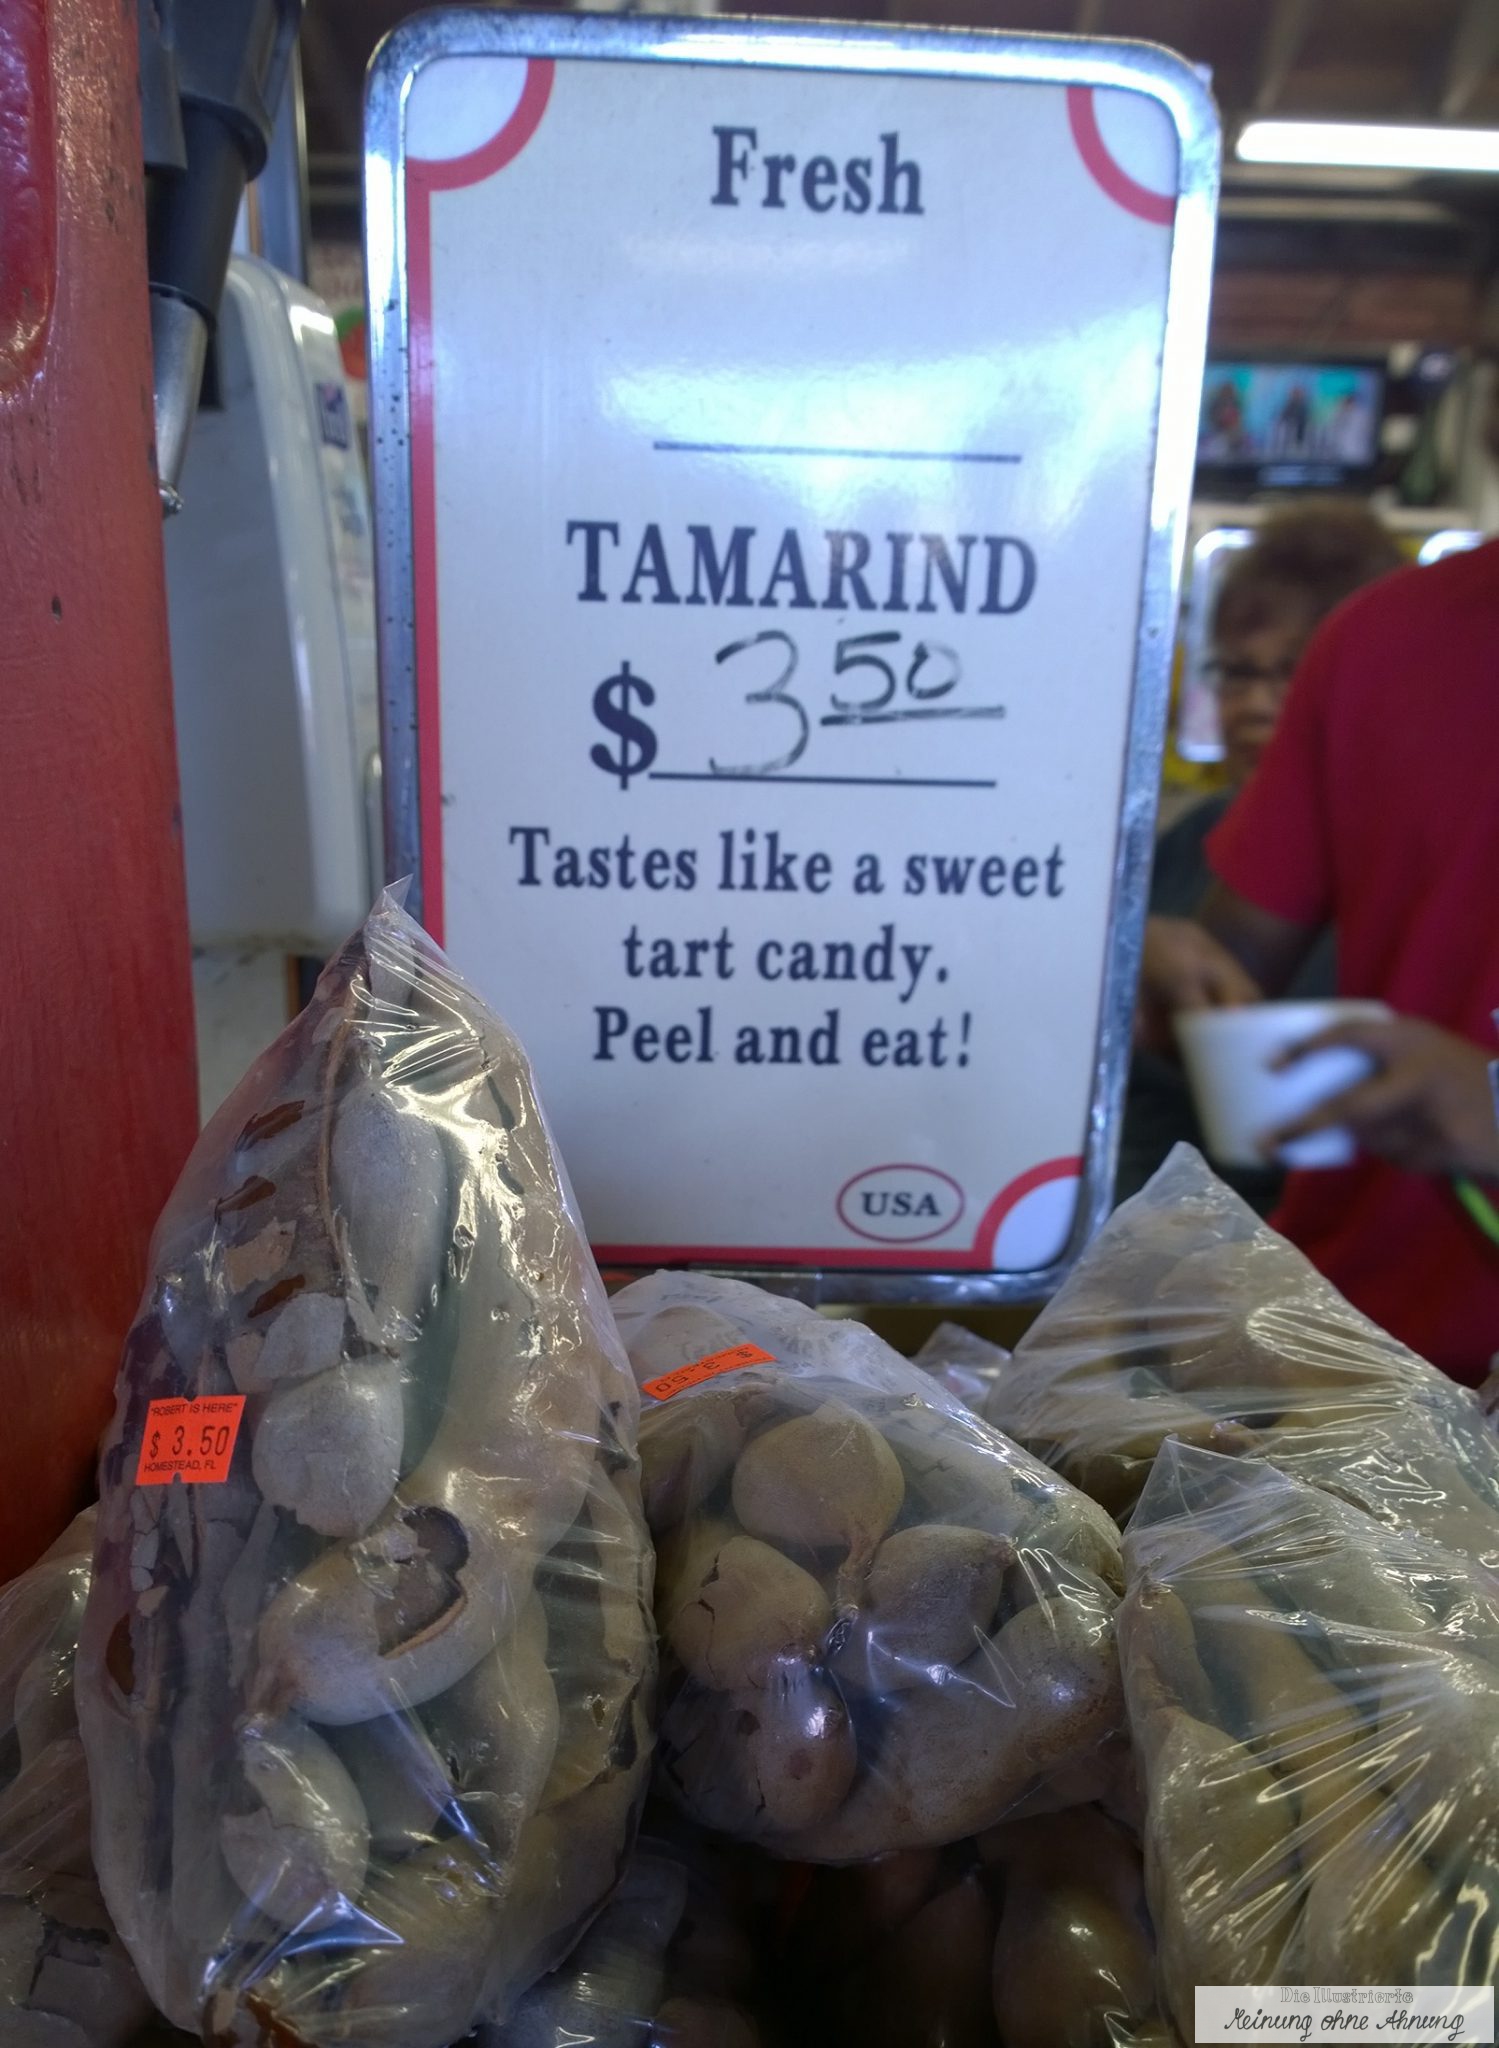 Fresh
TAMARIND
$ 3 50
Tastes like a sweet
tart candy.
Peel and eat!
USA
"ROBERT IS HERE"
$ 3.50
HOMESTEAD, FL
$ 3.50
Die Illustrierte
Meinung ohne Ahnung